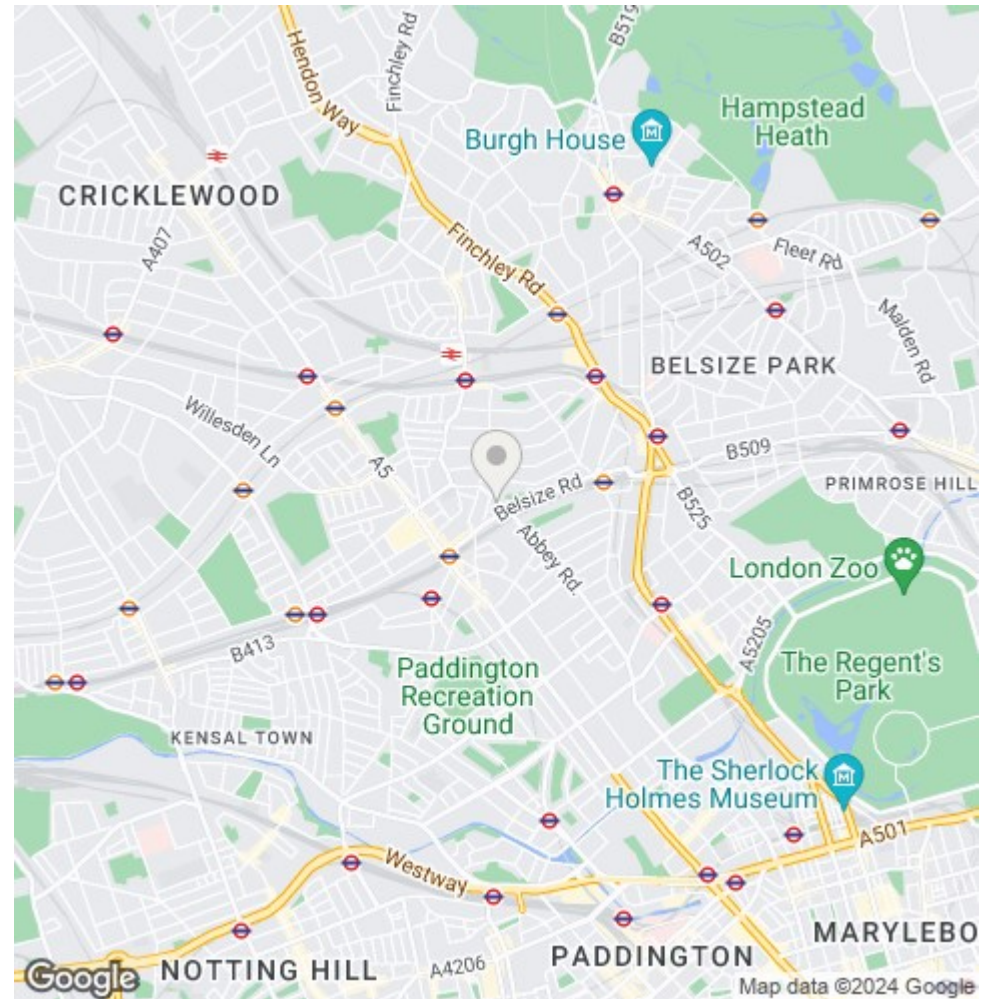 B519
Finchley Rd
Hendon Way
Burgh House
Hampstead
Heath
CRICKLEWOOD
A407
Finchley Rd
A502
Fleet Rd
Malden Rd
BELSIZE PARK
Willesden Ln
A5
B509
Belsize Rd
B525
PRIMROSE HILL
Abbey Rd.
London Zoo
B413
A5205
Paddington
Recreation
Ground
The Regent's
Park
KENSAL TOWN
The Sherlock
Holmes Museum
A501
Westway
MARYLEBO
PADDINGTON
NOTTING HILL
A4206
Google
Map data ©2024 Google